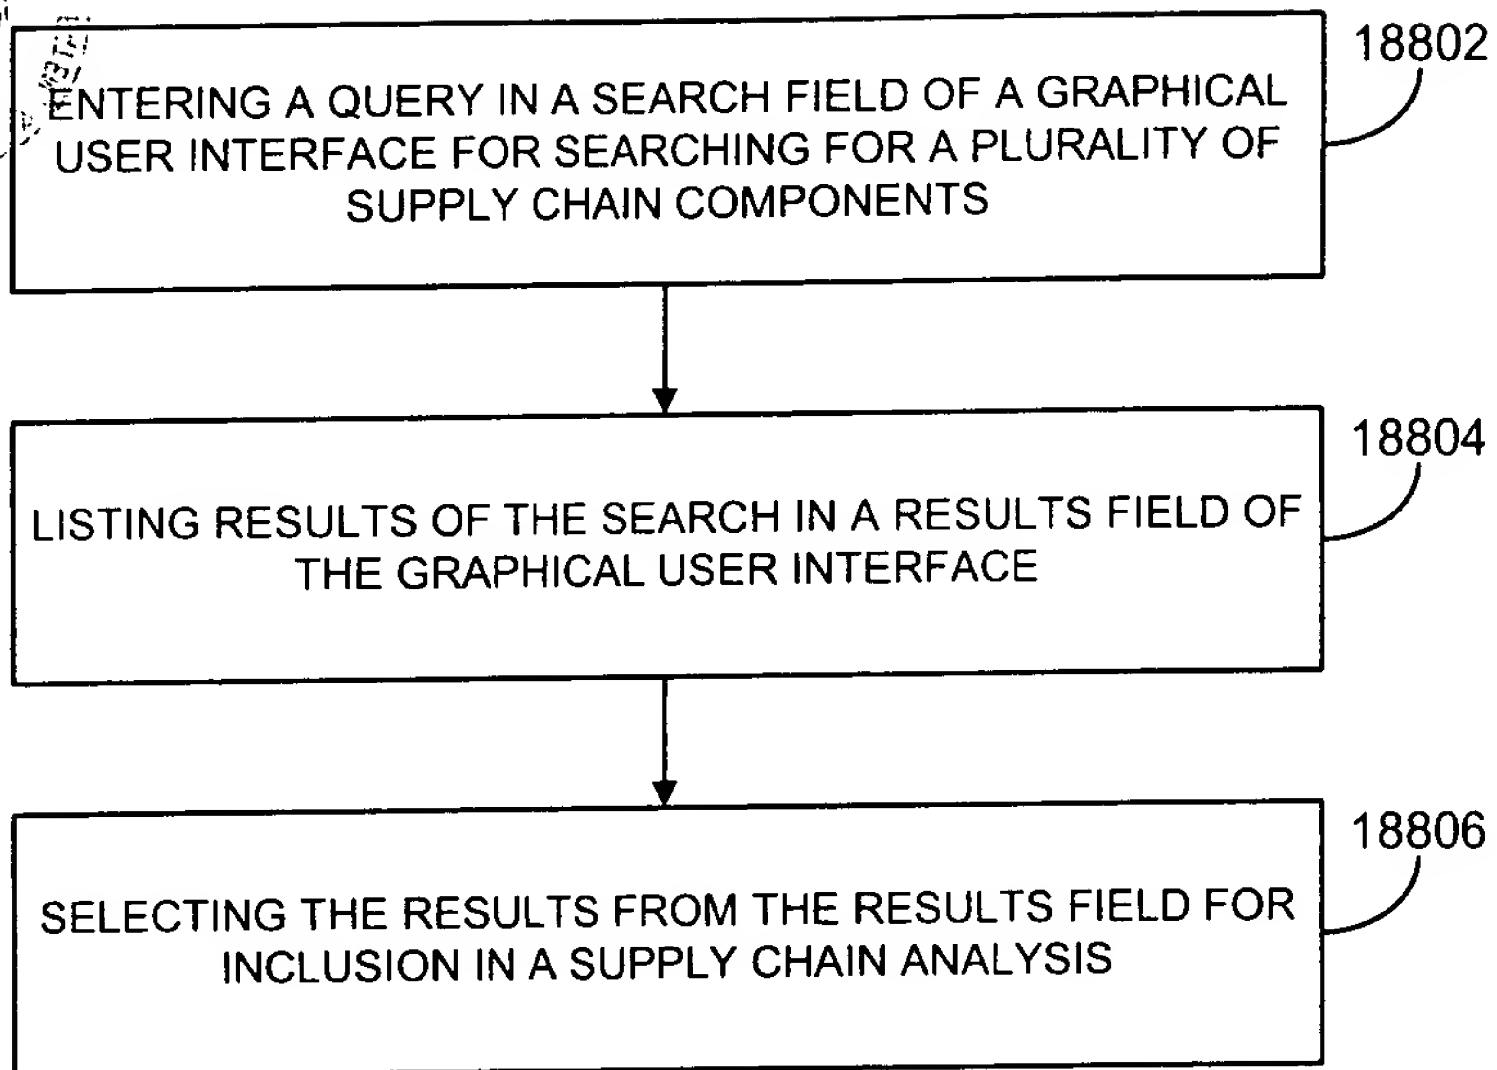 18802
ENTERING A QUERY IN A SEARCH FIELD OF A GRAPHICAL
USER INTERFACE FOR SEARCHING FOR A PLURALITY OF
SUPPLY CHAIN COMPONENTS
18804
LISTING RESULTS OF THE SEARCH IN A RESULTS FIELD OF
THE GRAPHICAL USER INTERFACE
18806
SELECTING THE RESULTS FROM THE RESULTS FIELD FOR
INCLUSION IN A SUPPLY CHAIN ANALYSIS